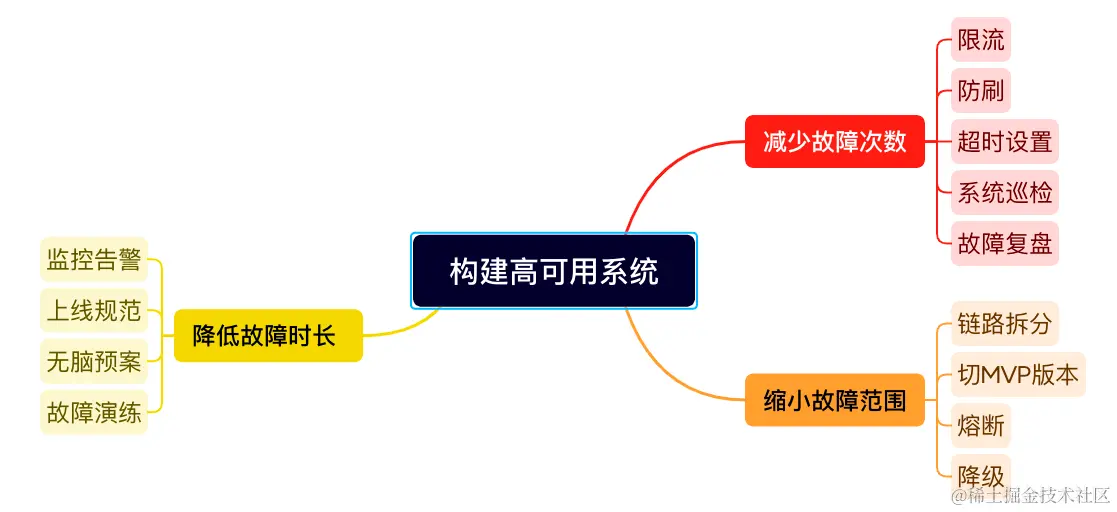 构建高可用系统
减少故障次数
限流
防刷
超时设置
系统巡检
故障复盘
缩小故障范围
链路拆分
切MVP版本
熔断
降级
降低故障时长
监控告警
上线规范
无脑预案
故障演练
@稀土掘金技术社区